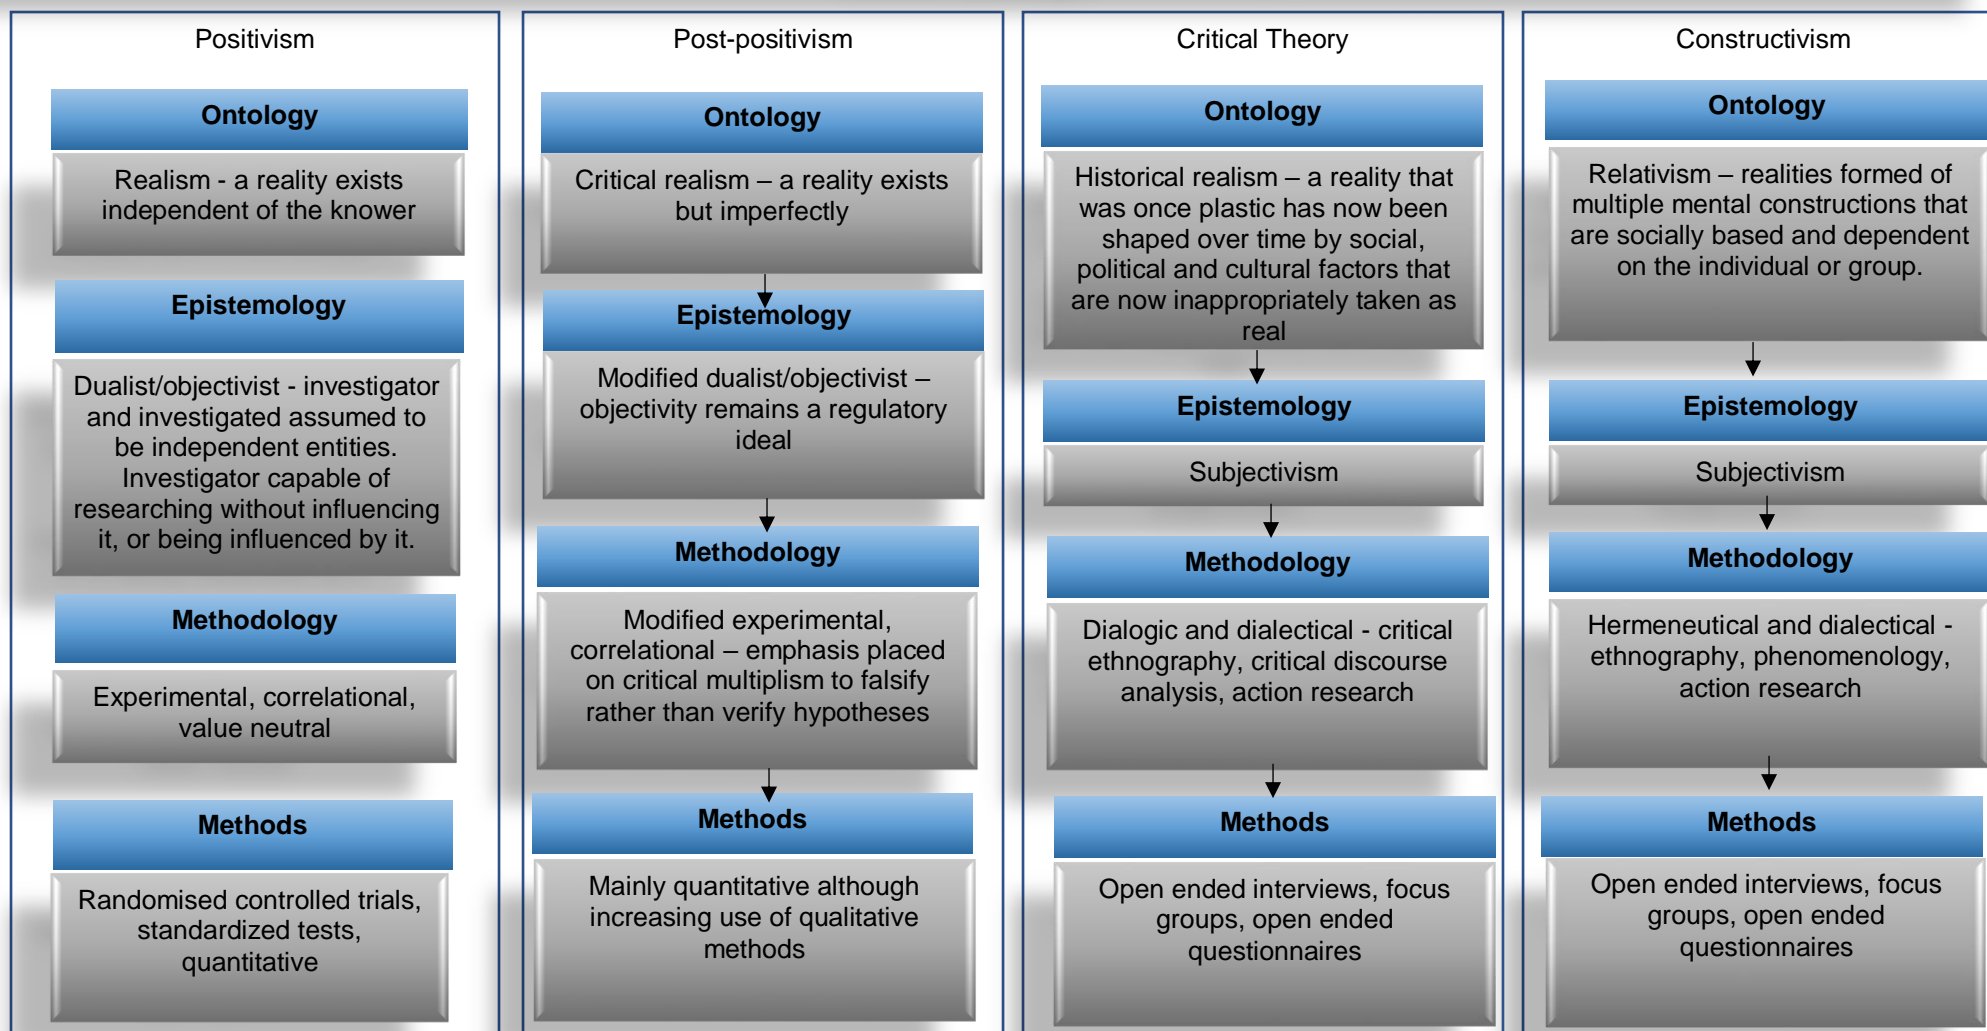 Positivism
Ontology
Realism - a reality exists
independent of the knower
Epistemology
Dualist/objectivist - investigator
and investigated assumed to
be independent entities.
Investigator capable of
researching without influencing
it, or being influenced by it.
Methodology
Experimental, correlational,
value neutral
Methods
Randomised controlled trials,
standardized tests,
quantitative
Post-positivism
Ontology
Critical realism – a reality exists
but imperfectly
Epistemology
Modified dualist/objectivist –
objectivity remains a regulatory
ideal
Methodology
Modified experimental,
correlational – emphasis placed
on critical multiplism to falsify
rather than verify hypotheses
Methods
Mainly quantitative although
increasing use of qualitative
methods
Critical Theory
Ontology
Historical realism – a reality that
was once plastic has now been
shaped over time by social,
political and cultural factors that
are now inappropriately taken as
real
Epistemology
Subjectivism
Methodology
Dialogic and dialectical - critical
ethnography, critical discourse
analysis, action research
Methods
Open ended interviews, focus
groups, open ended
questionnaires
Constructivism
Ontology
Relativism – realities formed of
multiple mental constructions that
are socially based and dependent
on the individual or group.
Epistemology
Subjectivism
Methodology
Hermeneutical and dialectical -
ethnography, phenomenology,
action research
Methods
Open ended interviews, focus
groups, open ended
questionnaires